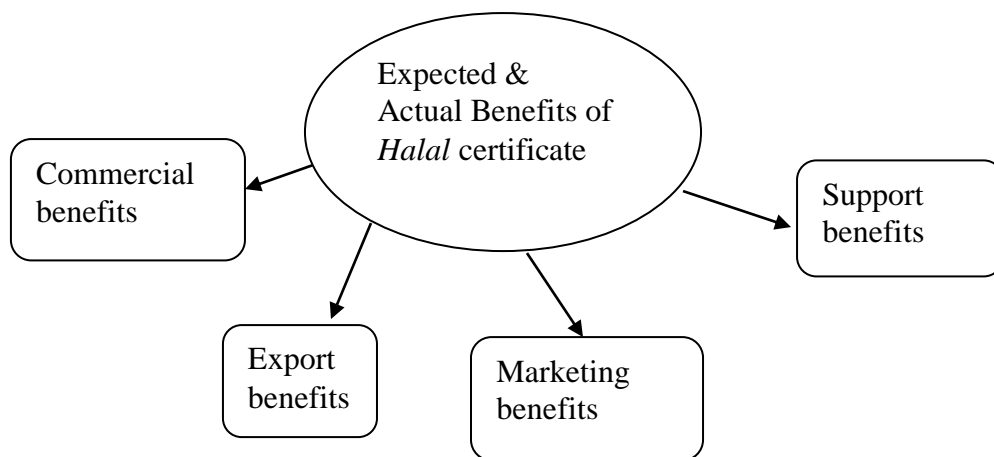 Expected &
Actual Benefits of
Halal certificate
Commercial
benefits
Support
benefits
Export
benefits
Marketing
benefits